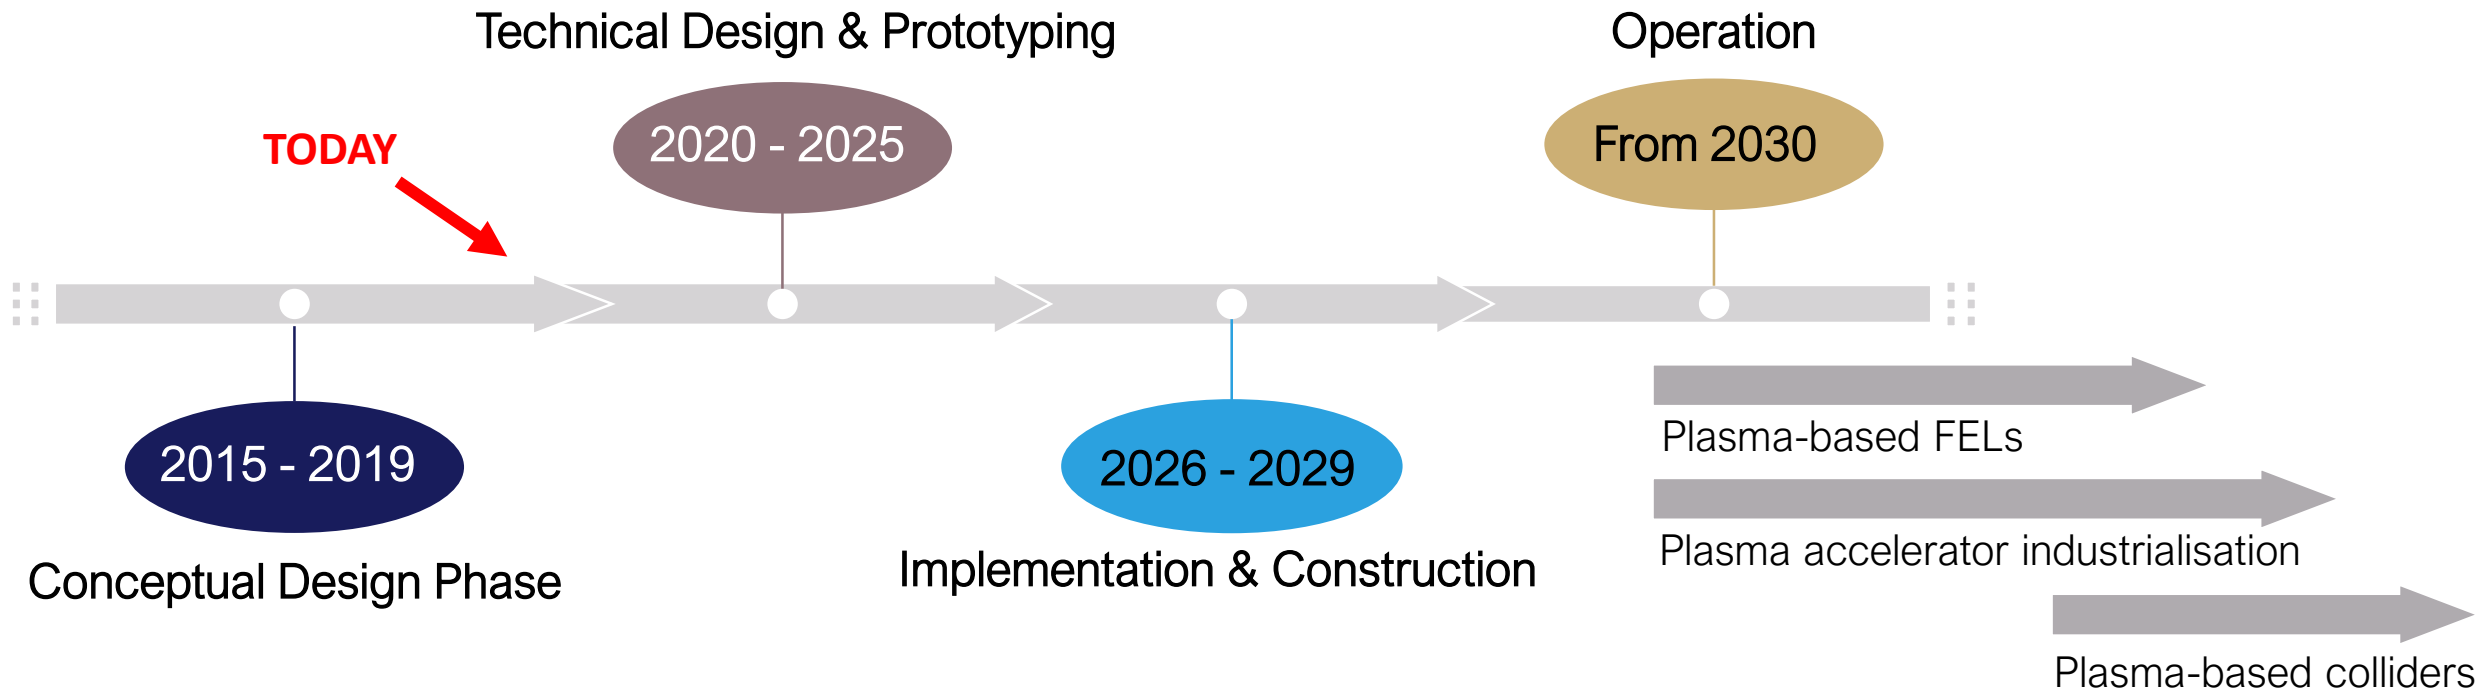 Technical Design & Prototyping
Operation
TODAY
2020 - 2025
From 2030
2015 - 2019
2026 - 2029
Conceptual Design Phase
Implementation & Construction
Plasma-based FELs
Plasma accelerator industrialisation
Plasma-based colliders